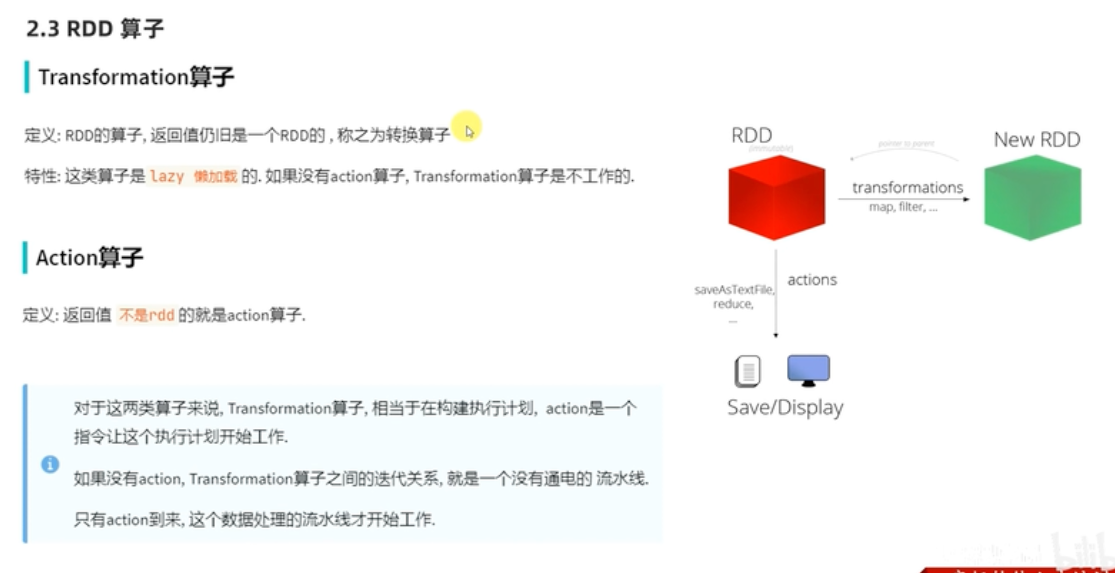 2.3 RDD 算子
Transformation算子
定义: RDD的算子, 返回值仍旧是一个RDD的 , 称之为转换算子
特性: 这类算子是 lazy 懒加载 的. 如果没有action算子, Transformation算子是不工作的.
Action算子
定义: 返回值 不是rdd 的就是action算子.
对于这两类算子来说, Transformation算子, 相当于在构建执行计划, action是一个
指令让这个执行计划开始工作.
如果没有action, Transformation算子之间的迭代关系, 就是一个没有通电的 流水线.
只有action到来, 这个数据处理的流水线才开始工作.
RDD
(immutable)
New RDD
pointer to parent
transformations
map, filter, ...
actions
saveAsTextFile,
reduce,
...
Save/Display
bilibili